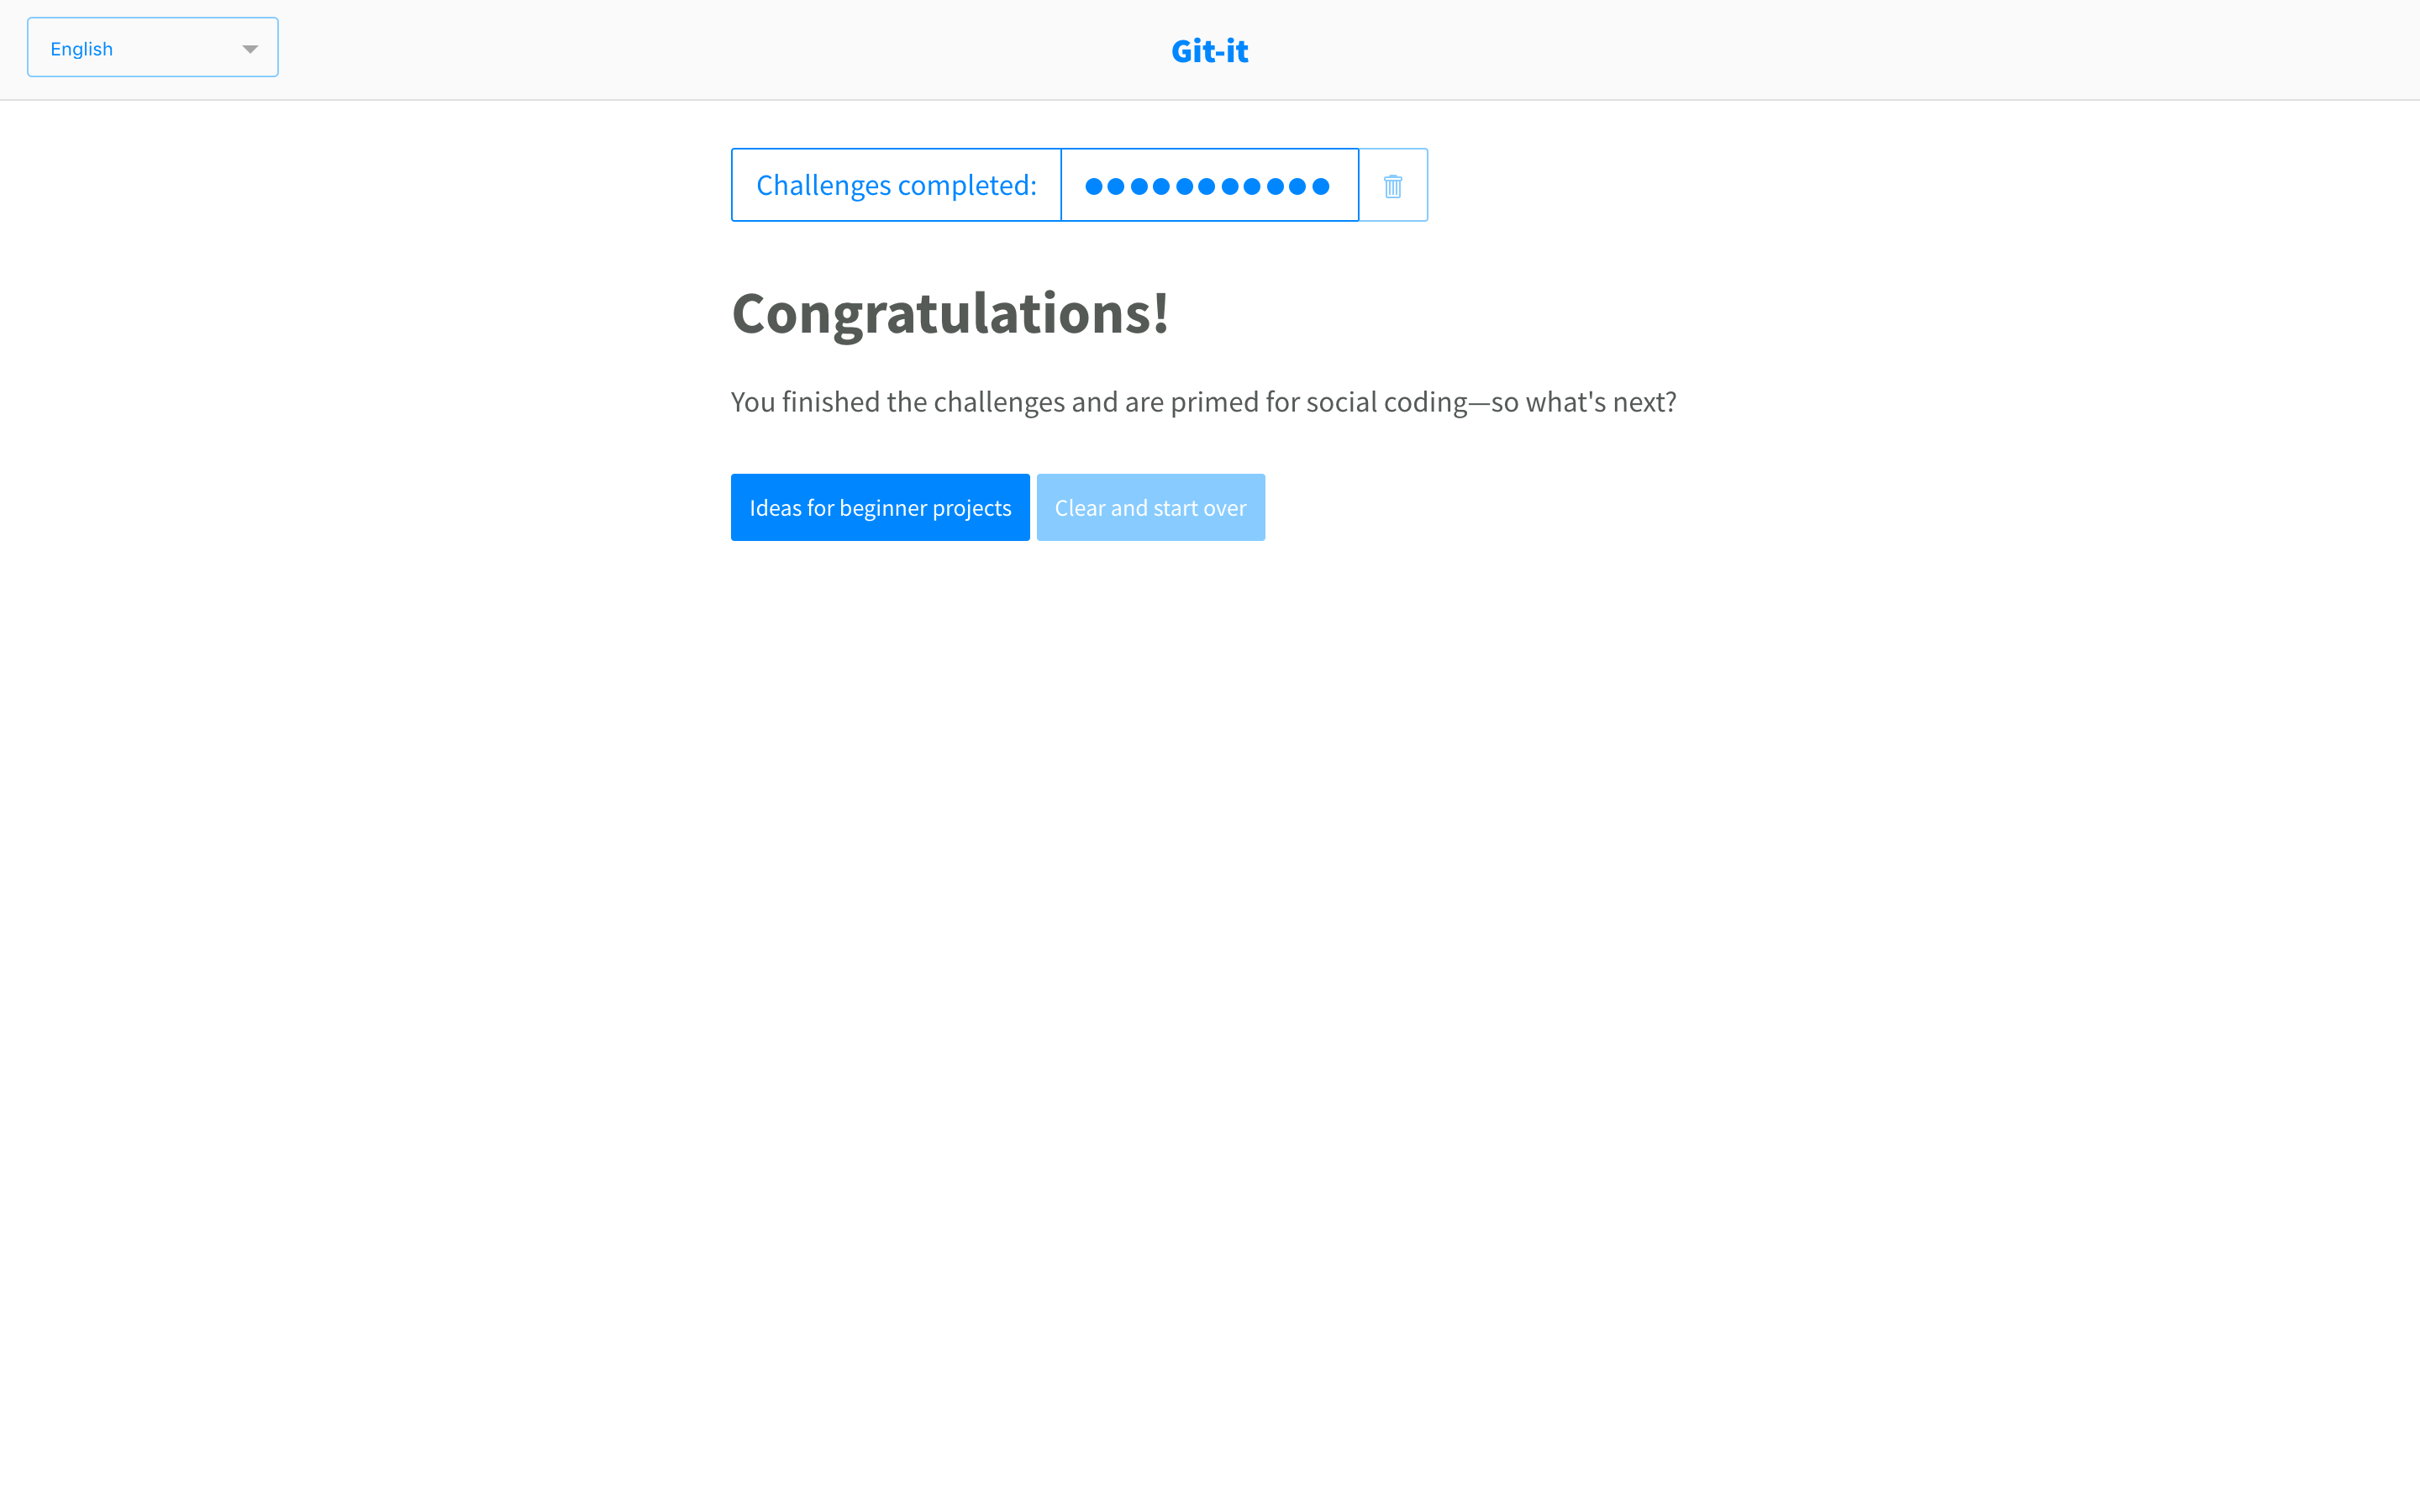 English
Git-it
Challenges completed:
Congratulations!
You finished the challenges and are primed for social coding—so what's next?
Ideas for beginner projects
Clear and start over